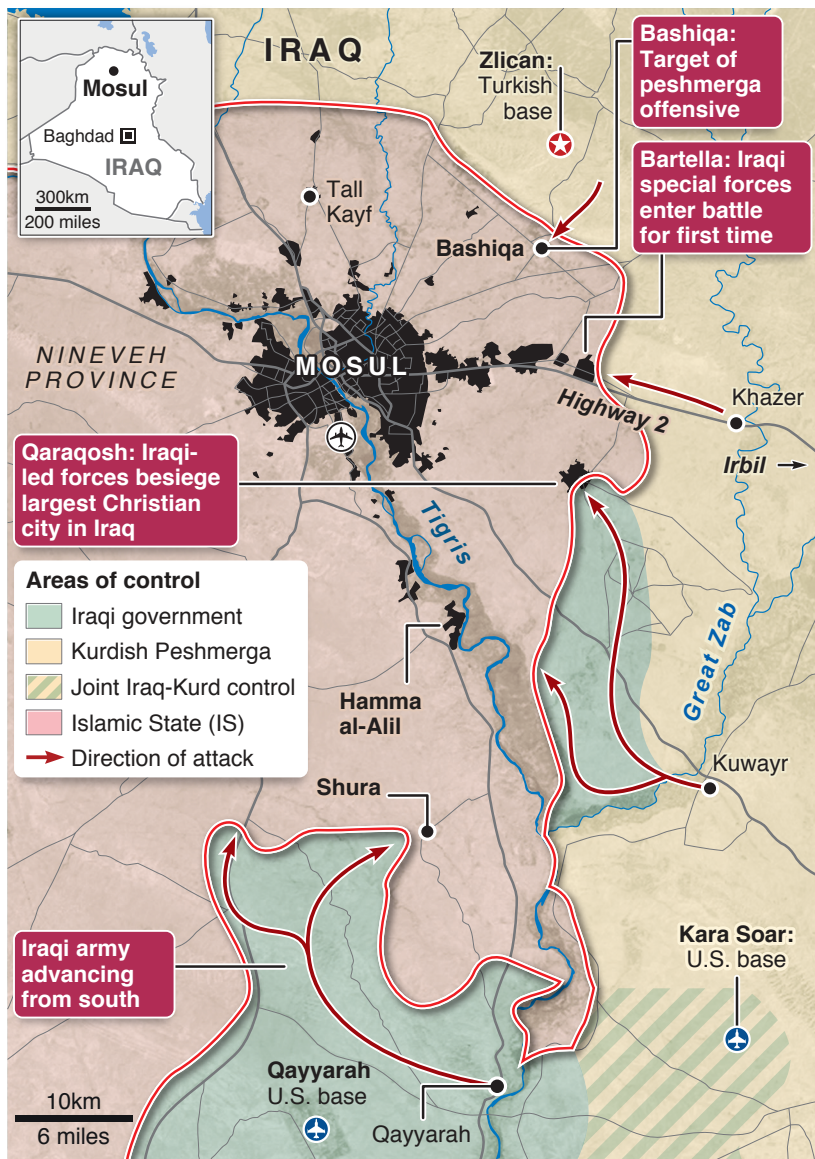 IRAQ
Mosul
Baghdad
IRAQ
300km
200 miles
Zlican:
Turkish
base
Bashiqa:
Target of
peshmerga
offensive
Bartella: Iraqi
special forces
enter battle
for first time
Tall
Kayf
Bashiqa
NINEVEH
PROVINCE
MOSUL
Highway 2
Khazer
Irbil
Qaraqosh: Iraqi-
led forces besiege
largest Christian
city in Iraq
Tigris
Areas of control
Iraqi government
Kurdish Peshmerga
Joint Iraq-Kurd control
Islamic State (IS)
Direction of attack
Great Zab
Hamma
al-Alil
Kuwayr
Shura
Iraqi army
advancing
from south
Kara Soar:
U.S. base
Qayyarah
U.S. base
Qayyarah
10km
6 miles